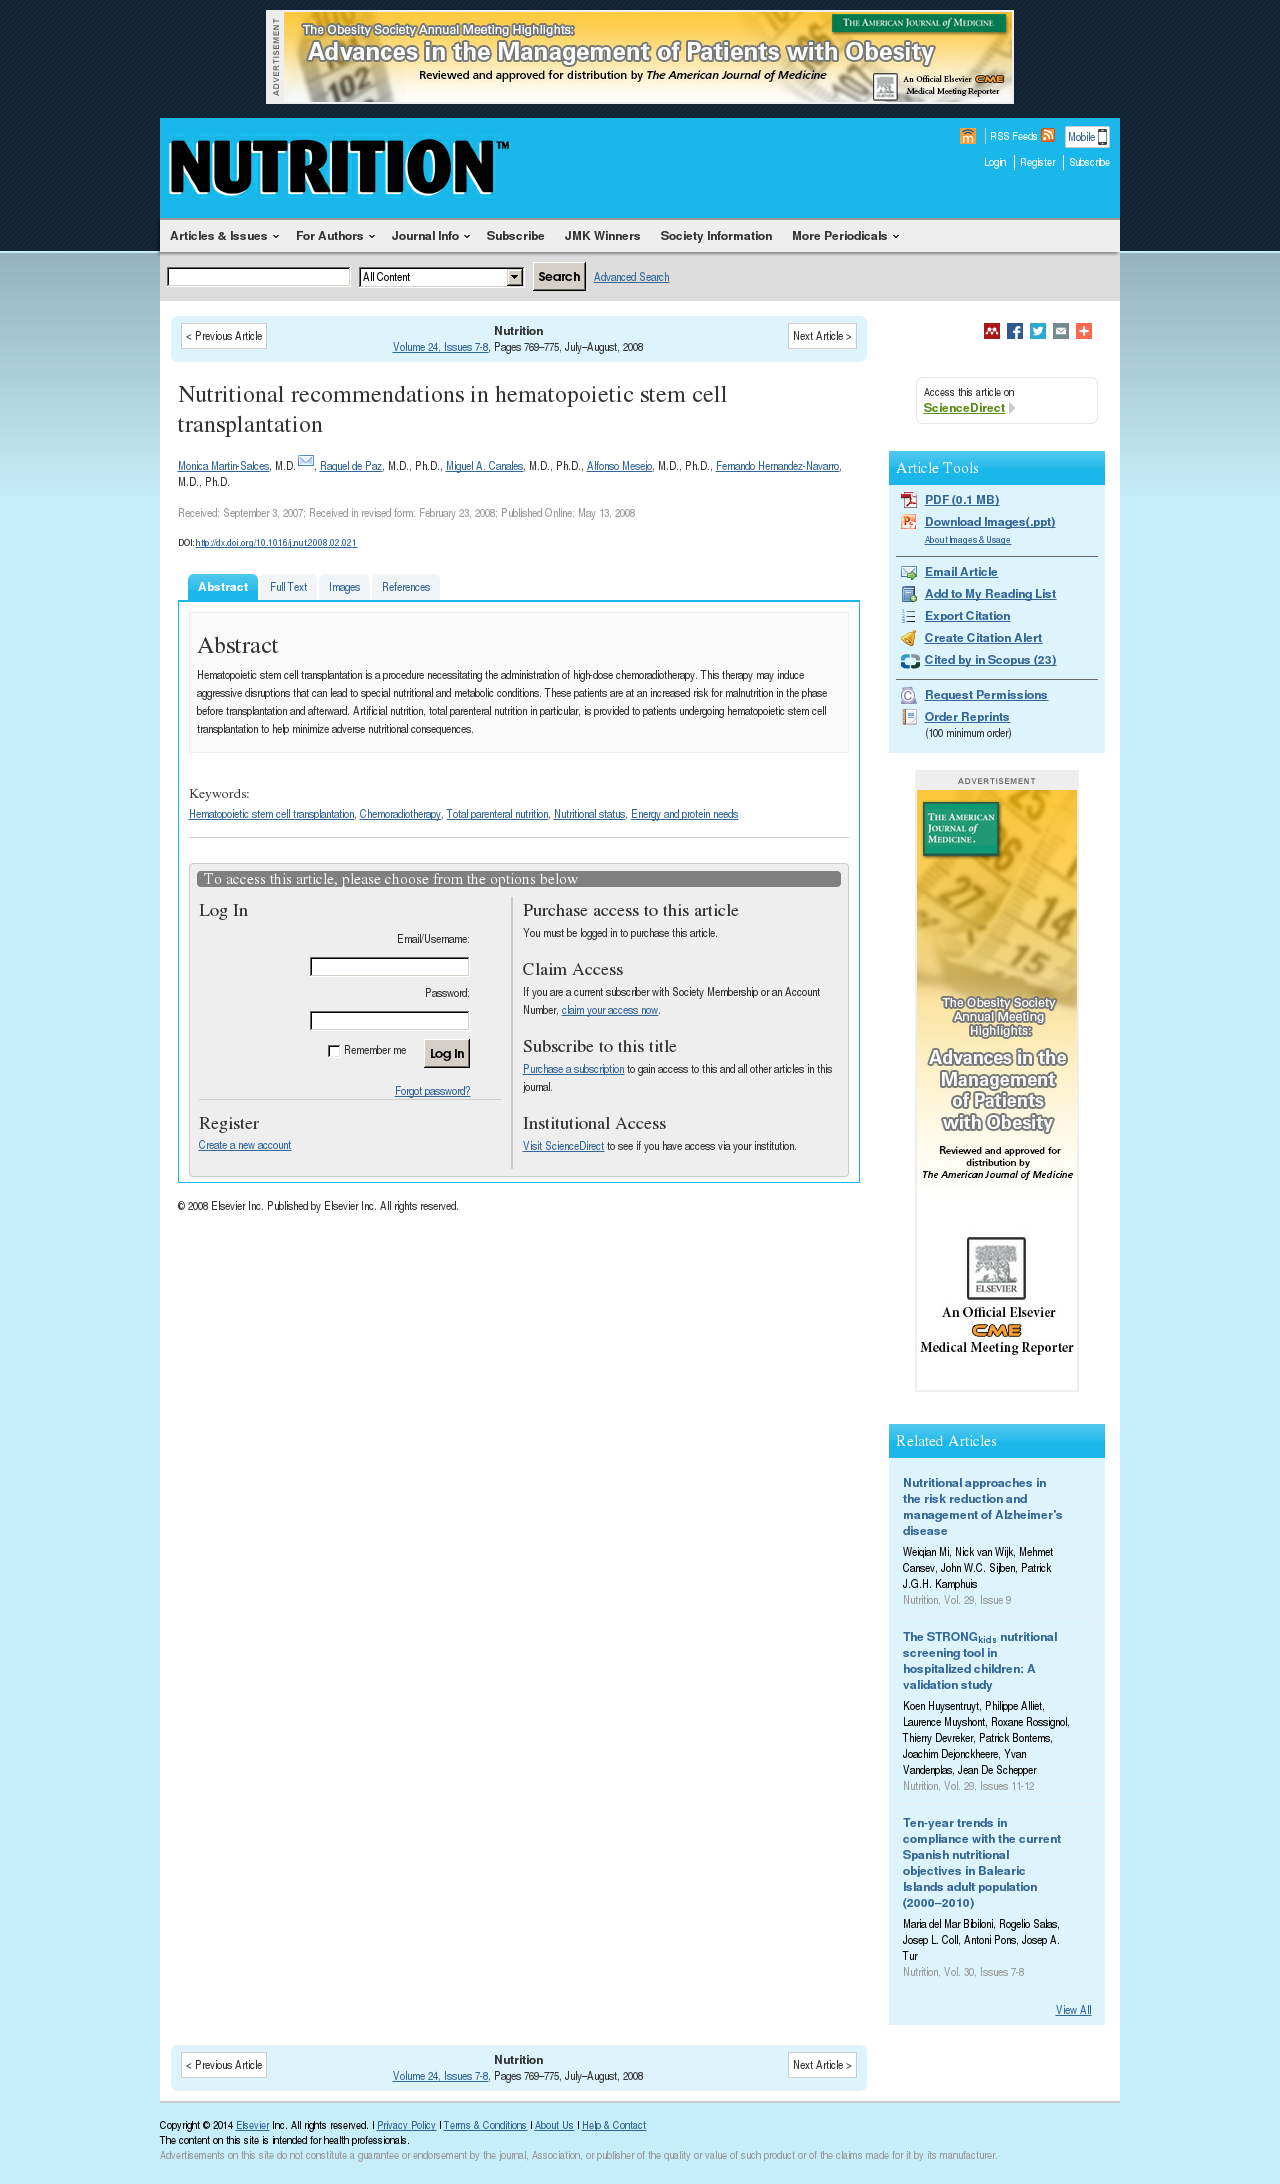 ADVERTISEMENT
The Obesity Society Annual Meeting Highlights:
THE AMERICAN JOURNAL of MEDICINE
Advances in the Management of Patients with Obesity
Reviewed and approved for distribution by The American Journal of Medicine
An Official Elsevier CME
Medical Meeting Reporter
NUTRITION™
RSS Feeds
Mobile
Login Register Subscribe
Articles & Issues For Authors Journal Info Subscribe JMK Winners Society Information More Periodicals
All Content Search Advanced Search
< Previous Article
Nutrition
Volume 24, Issues 7-8, Pages 769–775, July–August, 2008
Next Article >
Nutritional recommendations in hematopoietic stem cell
transplantation
Monica Martin-Salces, M.D. , Raquel de Paz, M.D., Ph.D., Miguel A. Canales, M.D., Ph.D., Alfonso Mesejo, M.D., Ph.D., Fernando Hernandez-Navarro,
M.D., Ph.D.
Received: September 3, 2007; Received in revised form: February 23, 2008; Published Online: May 13, 2008
DOI: http://dx.doi.org/10.1016/j.nut.2008.02.021
Abstract Full Text Images References
Abstract
Hematopoietic stem cell transplantation is a procedure necessitating the administration of high-dose chemoradiotherapy. This therapy may induce
aggressive disruptions that can lead to special nutritional and metabolic conditions. These patients are at an increased risk for malnutrition in the phase
before transplantation and afterward. Artificial nutrition, total parenteral nutrition in particular, is provided to patients undergoing hematopoietic stem cell
transplantation to help minimize adverse nutritional consequences.
Keywords:
Hematopoietic stem cell transplantation, Chemoradiotherapy, Total parenteral nutrition, Nutritional status, Energy and protein needs
To access this article, please choose from the options below
Log In
Email/Username:
Password:
Remember me
Log In
Forgot password?
Register
Create a new account
Purchase access to this article
You must be logged in to purchase this article.
Claim Access
If you are a current subscriber with Society Membership or an Account
Number, claim your access now.
Subscribe to this title
Purchase a subscription to gain access to this and all other articles in this
journal.
Institutional Access
Visit ScienceDirect to see if you have access via your institution.
© 2008 Elsevier Inc. Published by Elsevier Inc. All rights reserved.
Access this article on
ScienceDirect
Article Tools
PDF (0.1 MB)
Download Images(.ppt)
About Images & Usage
Email Article
Add to My Reading List
Export Citation
Create Citation Alert
Cited by in Scopus (23)
Request Permissions
Order Reprints
(100 minimum order)
ADVERTISEMENT
THE AMERICAN
JOURNAL of
MEDICINE.
The Obesity Society
Annual Meeting
Highlights:
Advances in the
Management
of Patients
with Obesity
Reviewed and approved for
distribution by
The American Journal of Medicine
ELSEVIER
An Official Elsevier
CME
Medical Meeting Reporter
Related Articles
Nutritional approaches in
the risk reduction and
management of Alzheimer's
disease
Weiqian Mi, Nick van Wijk, Mehmet
Cansev, John W.C. Sijben, Patrick
J.G.H. Kamphuis
Nutrition, Vol. 29, Issue 9
The STRONGkids nutritional
screening tool in
hospitalized children: A
validation study
Koen Huysentruyt, Philippe Alliet,
Laurence Muyshont, Roxane Rossignol,
Thierry Devreker, Patrick Bontems,
Joachim Dejonckheere, Yvan
Vandenplas, Jean De Schepper
Nutrition, Vol. 29, Issues 11-12
Ten-year trends in
compliance with the current
Spanish nutritional
objectives in Balearic
Islands adult population
(2000–2010)
Maria del Mar Bibiloni, Rogelio Salas,
Josep L. Coll, Antoni Pons, Josep A.
Tur
Nutrition, Vol. 30, Issues 7-8
View All
< Previous Article
Nutrition
Volume 24, Issues 7-8, Pages 769–775, July–August, 2008
Next Article >
Copyright © 2014 Elsevier Inc. All rights reserved. | Privacy Policy | Terms & Conditions | About Us | Help & Contact
The content on this site is intended for health professionals.
Advertisements on this site do not constitute a guarantee or endorsement by the journal, Association, or publisher of the quality or value of such product or of the claims made for it by its manufacturer.